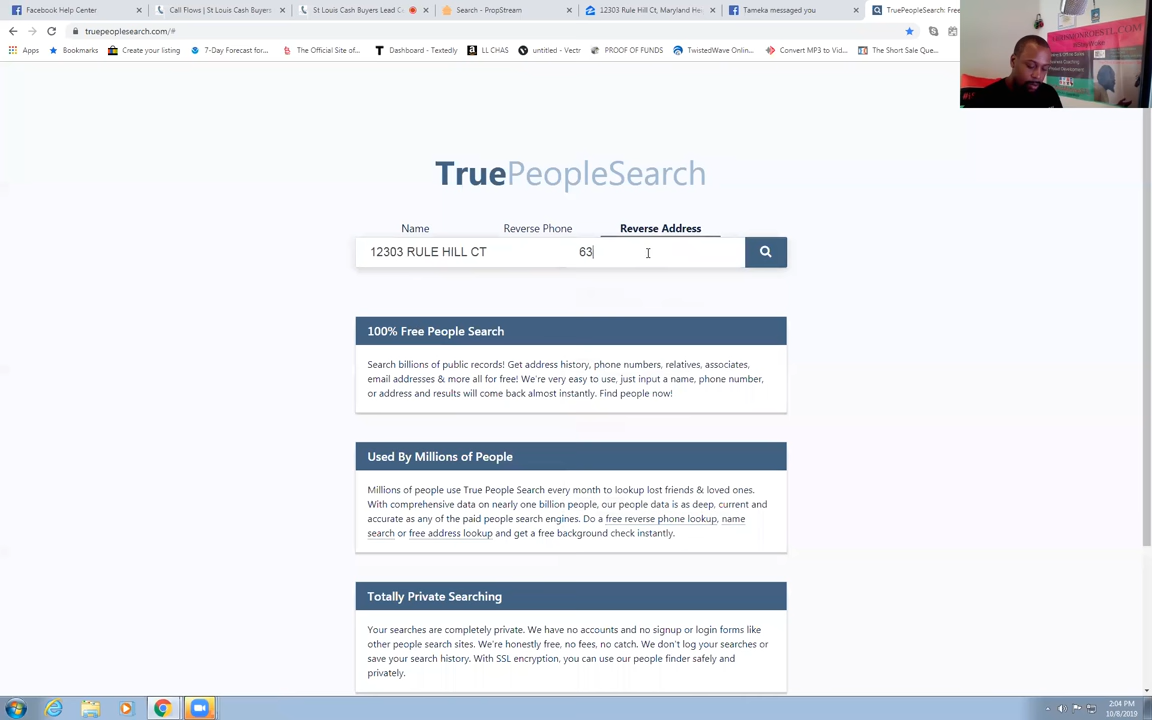 Facebook Help Center
Call Flows | St Louis Cash Buyers
St Louis Cash Buyers Lead C
Search - PropStream
12303 Rule Hill Ct, Maryland He
Tameka messaged you
TruePeopleSearch: Fre
truepeoplesearch.com/#
Apps
Bookmarks
Create your listing
7-Day Forecast for...
The Official Site of...
Dashboard - Textedly
LL CHAS
untitled - Vectr
PROOF OF FUNDS
TwistedWave Onlin...
Convert MP3 to Vid...
The Short Sale Que...
TruePeopleSearch
Name
Reverse Phone
Reverse Address
12303 RULE HILL CT
63
100% Free People Search
Search billions of public records! Get address history, phone numbers, relatives, associates,
email addresses & more all for free! We're very easy to use, just input a name, phone number,
or address and results will come back almost instantly. Find people now!
Used By Millions of People
Millions of people use True People Search every month to lookup lost friends & loved ones.
With comprehensive data on nearly one billion people, our people data is as deep, current and
accurate as any of the paid people search engines. Do a free reverse phone lookup, name
search or free address lookup and get a free background check instantly.
Totally Private Searching
Your searches are completely private. We have no accounts and no signup or login forms like
other people search sites. We're honestly free, no fees, no catch. We don't log your searches or
save your search history. With SSL encryption, you can use our people finder safely and
privately.
2:04 PM
10/8/2019